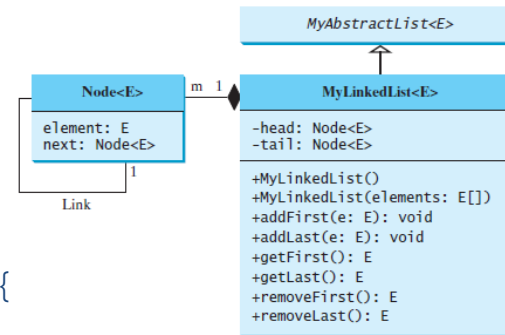 MyAbstractList<E>
Node<E>
element: E
next: Node<E>
m 1
1
Link
MyLinkedList<E>
-head: Node<E>
-tail: Node<E>
+MyLinkedList()
+MyLinkedList(elements: E[])
+addFirst(e: E): void
+addLast(e: E): void
+getFirst(): E
+getLast(): E
+removeFirst(): E
+removeLast(): E
{